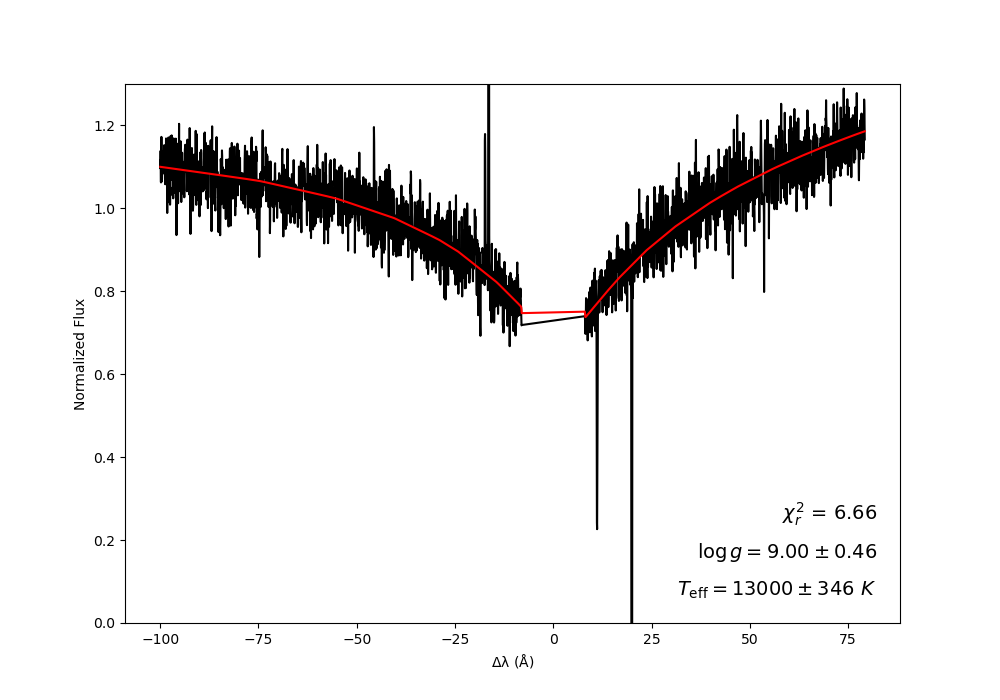 1.2
1.0
0.8
0.6
0.4
0.2
0.0
Normalized Flux
χ²ᵣ = 6.66
log g = 9.00 ± 0.46
T_eff = 13000 ± 346 K
−100 −75 −50 −25 0 25 50 75
Δλ (Å)